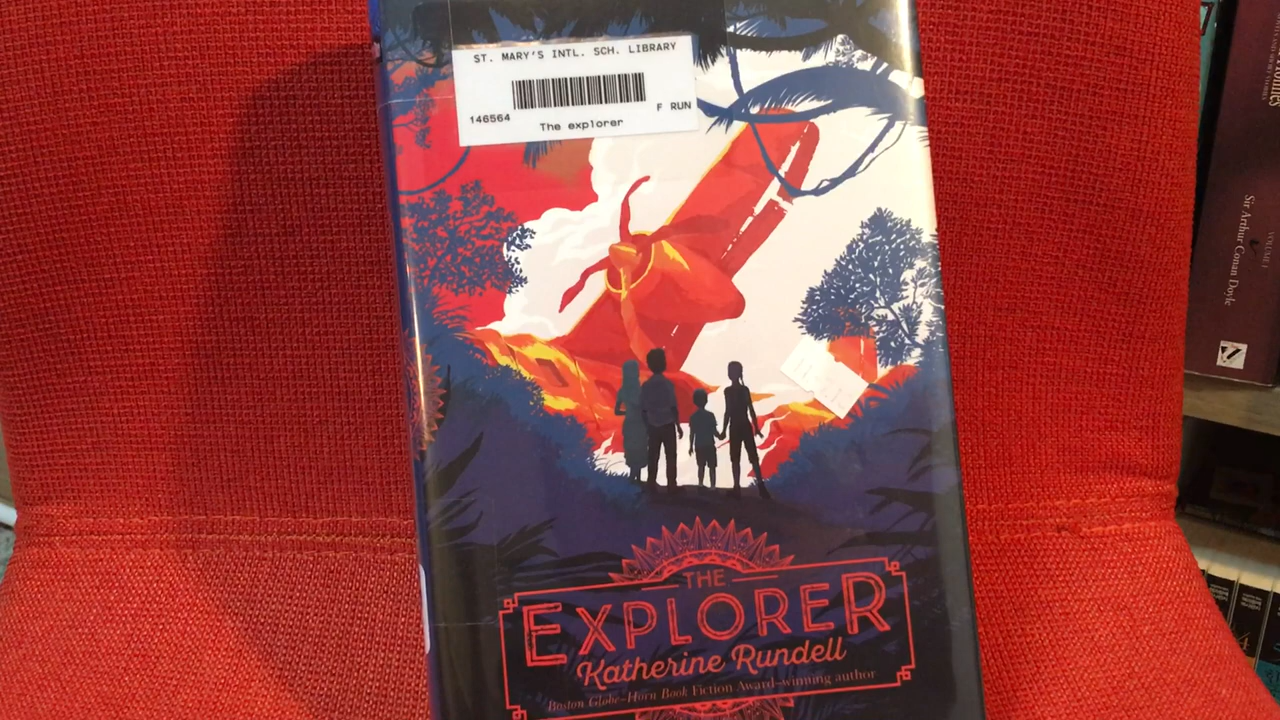 ST. MARY'S INTL. SCH. LIBRARY
146564
F RUN
The explorer
THE
EXPLORER
Katherine Rundell
Boston Globe–Horn Book Fiction Award–winning author
Sir Arthur Conan Doyle
VOLUME I